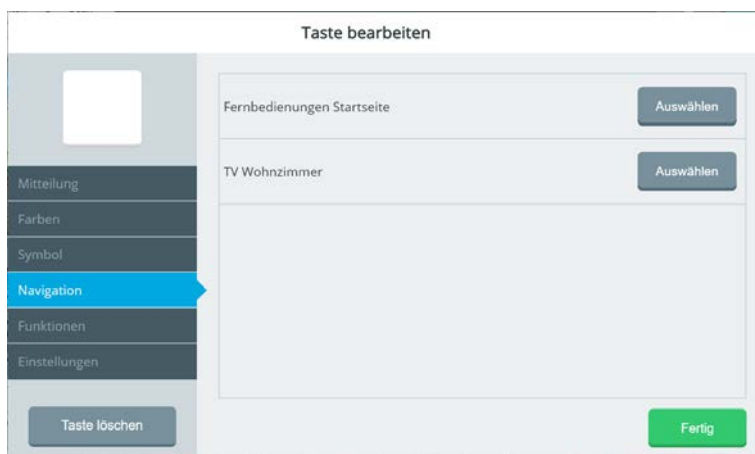 Taste bearbeiten
Fernbedienungen Startseite
Auswählen
TV Wohnzimmer
Auswählen
Mitteilung
Farben
Symbol
Navigation
Funktionen
Einstellungen
Taste löschen
Fertig